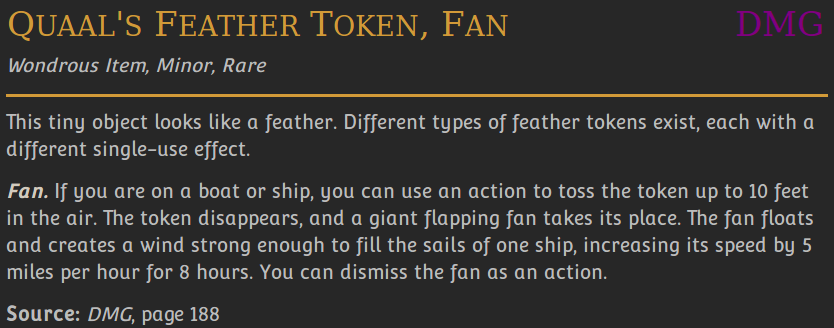 Quaal's Feather Token, Fan DMG
Wondrous Item, Minor, Rare
This tiny object looks like a feather. Different types of feather tokens exist, each with a
different single-use effect.
Fan. If you are on a boat or ship, you can use an action to toss the token up to 10 feet
in the air. The token disappears, and a giant flapping fan takes its place. The fan floats
and creates a wind strong enough to fill the sails of one ship, increasing its speed by 5
miles per hour for 8 hours. You can dismiss the fan as an action.
Source: DMG, page 188